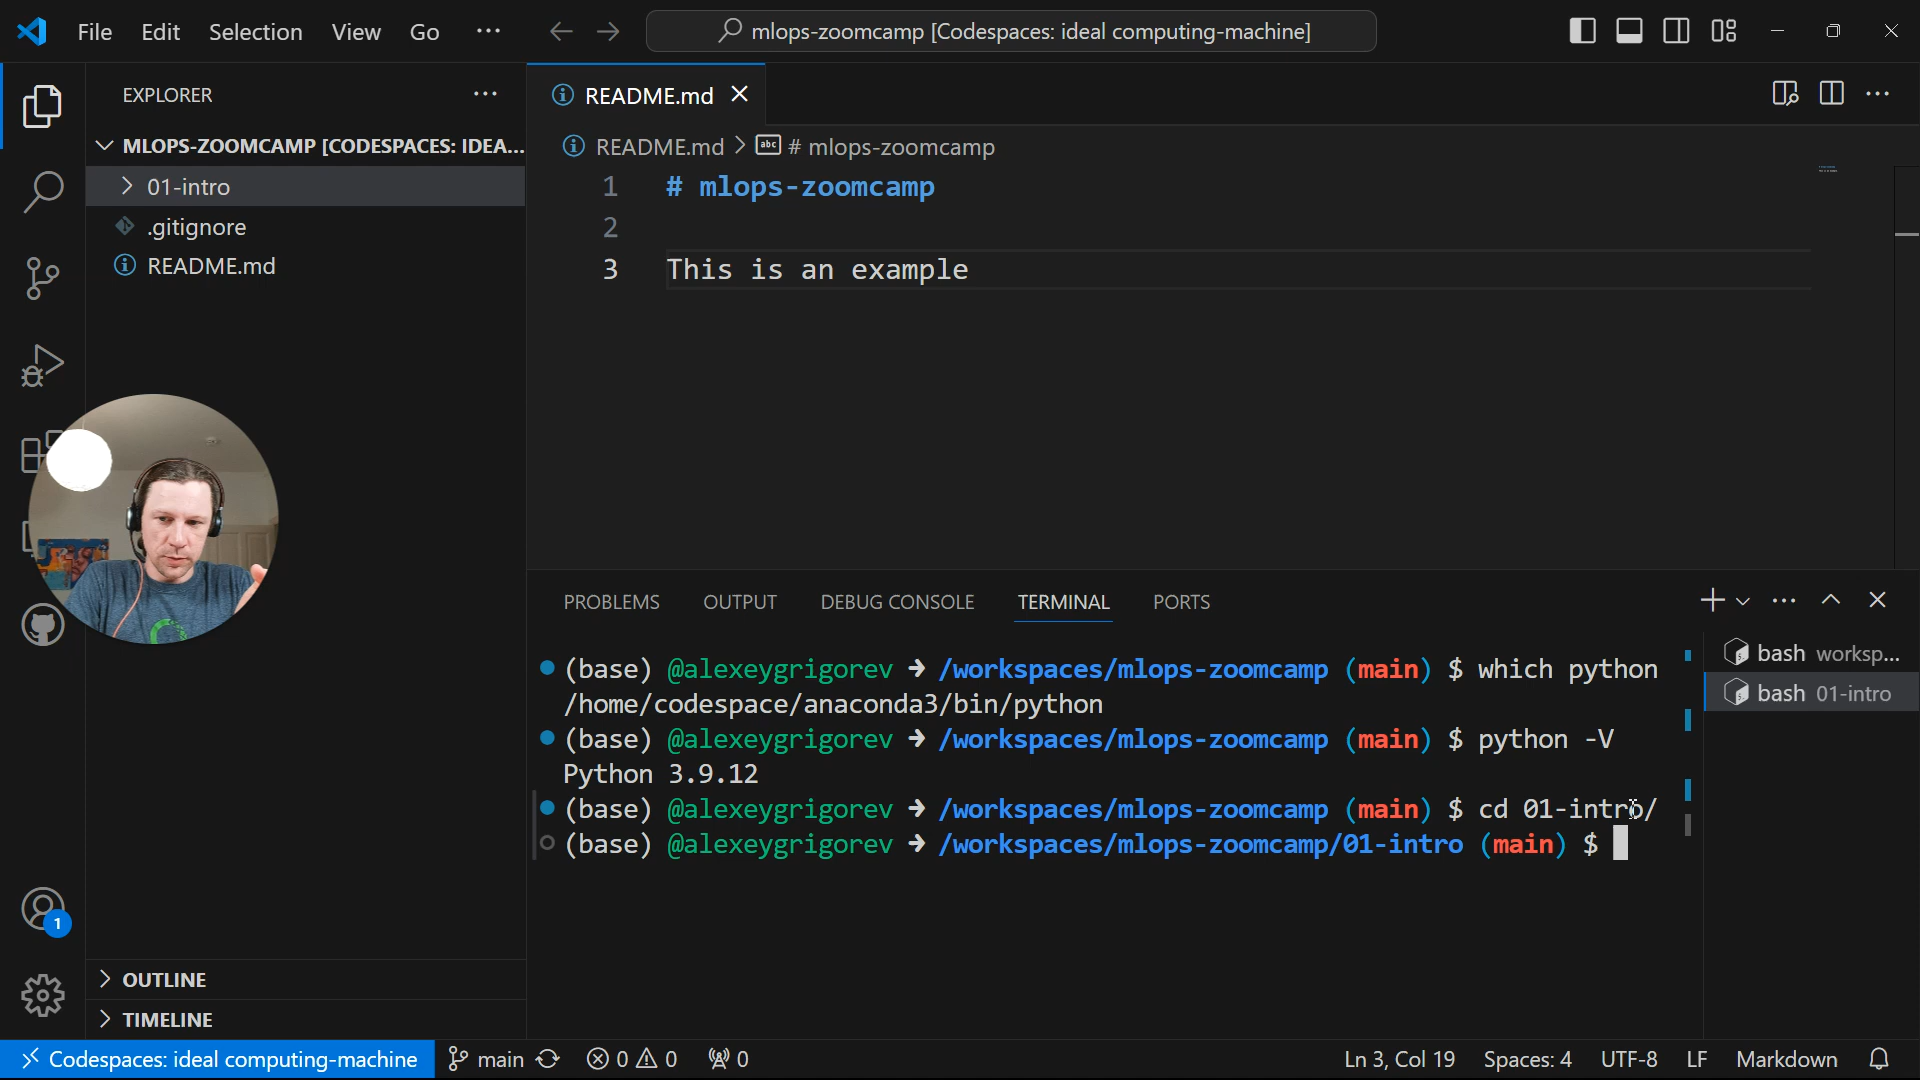 File Edit Selection View Go
mlops-zoomcamp [Codespaces: ideal computing-machine]
EXPLORER
MLOPS-ZOOMCAMP [CODESPACES: IDEA...
01-intro
.gitignore
README.md
README.md
README.md > # mlops-zoomcamp
1 # mlops-zoomcamp
2
3 This is an example
PROBLEMS OUTPUT DEBUG CONSOLE TERMINAL PORTS
(base) @alexeygrigorev ➜ /workspaces/mlops-zoomcamp (main) $ which python
/home/codespace/anaconda3/bin/python
(base) @alexeygrigorev ➜ /workspaces/mlops-zoomcamp (main) $ python -V
Python 3.9.12
(base) @alexeygrigorev ➜ /workspaces/mlops-zoomcamp (main) $ cd 01-intro/
(base) @alexeygrigorev ➜ /workspaces/mlops-zoomcamp/01-intro (main) $
bash worksp...
bash 01-intro
1
OUTLINE
TIMELINE
Codespaces: ideal computing-machine main 0 0 0 Ln 3, Col 19 Spaces: 4 UTF-8 LF Markdown